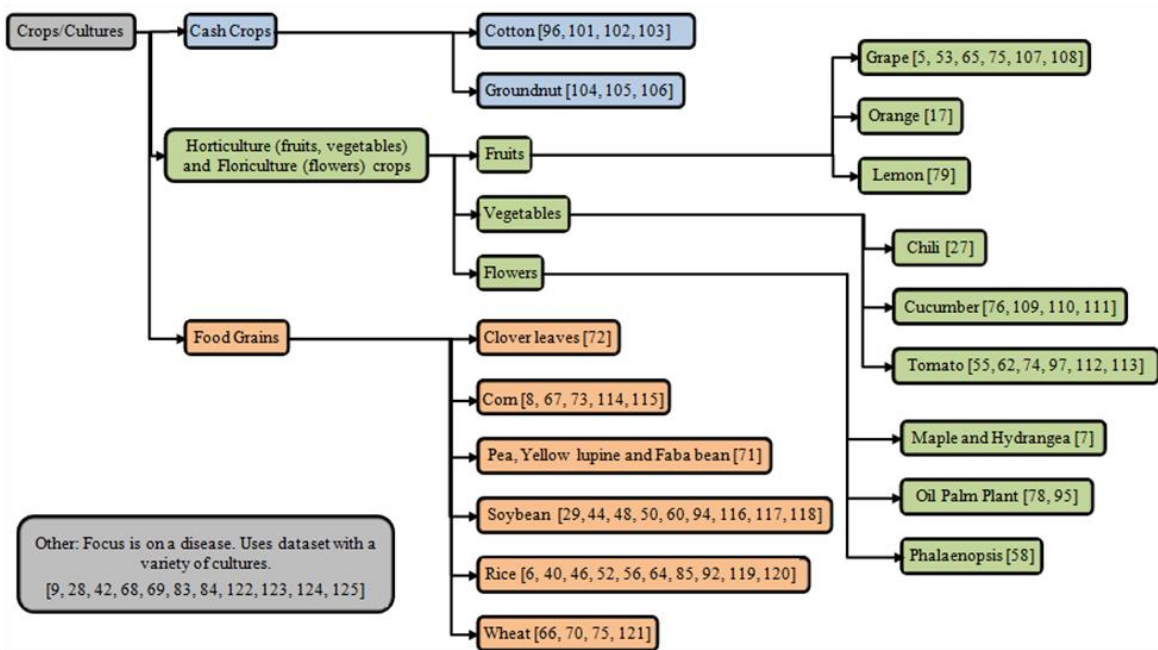 Crops/Cultures
Cash Crops
Cotton [96, 101, 102, 103]
Groundnut [104, 105, 106]
Horticulture (fruits, vegetables)
and Floriculture (flowers) crops
Fruits
Grape [5, 53, 65, 75, 107, 108]
Orange [17]
Lemon [79]
Vegetables
Chili [27]
Cucumber [76, 109, 110, 111]
Tomato [55, 62, 74, 97, 112, 113]
Flowers
Maple and Hydrangea [7]
Oil Palm Plant [78, 95]
Phalaenopsis [58]
Food Grains
Clover leaves [72]
Corn [8, 67, 73, 114, 115]
Pea, Yellow lupine and Faba bean [71]
Soybean [29, 44, 48, 50, 60, 94, 116, 117, 118]
Rice [6, 40, 46, 52, 56, 64, 85, 92, 119, 120]
Wheat [66, 70, 75, 121]
Other: Focus is on a disease. Uses dataset with a
variety of cultures.
[9, 28, 42, 68, 69, 83, 84, 122, 123, 124, 125]